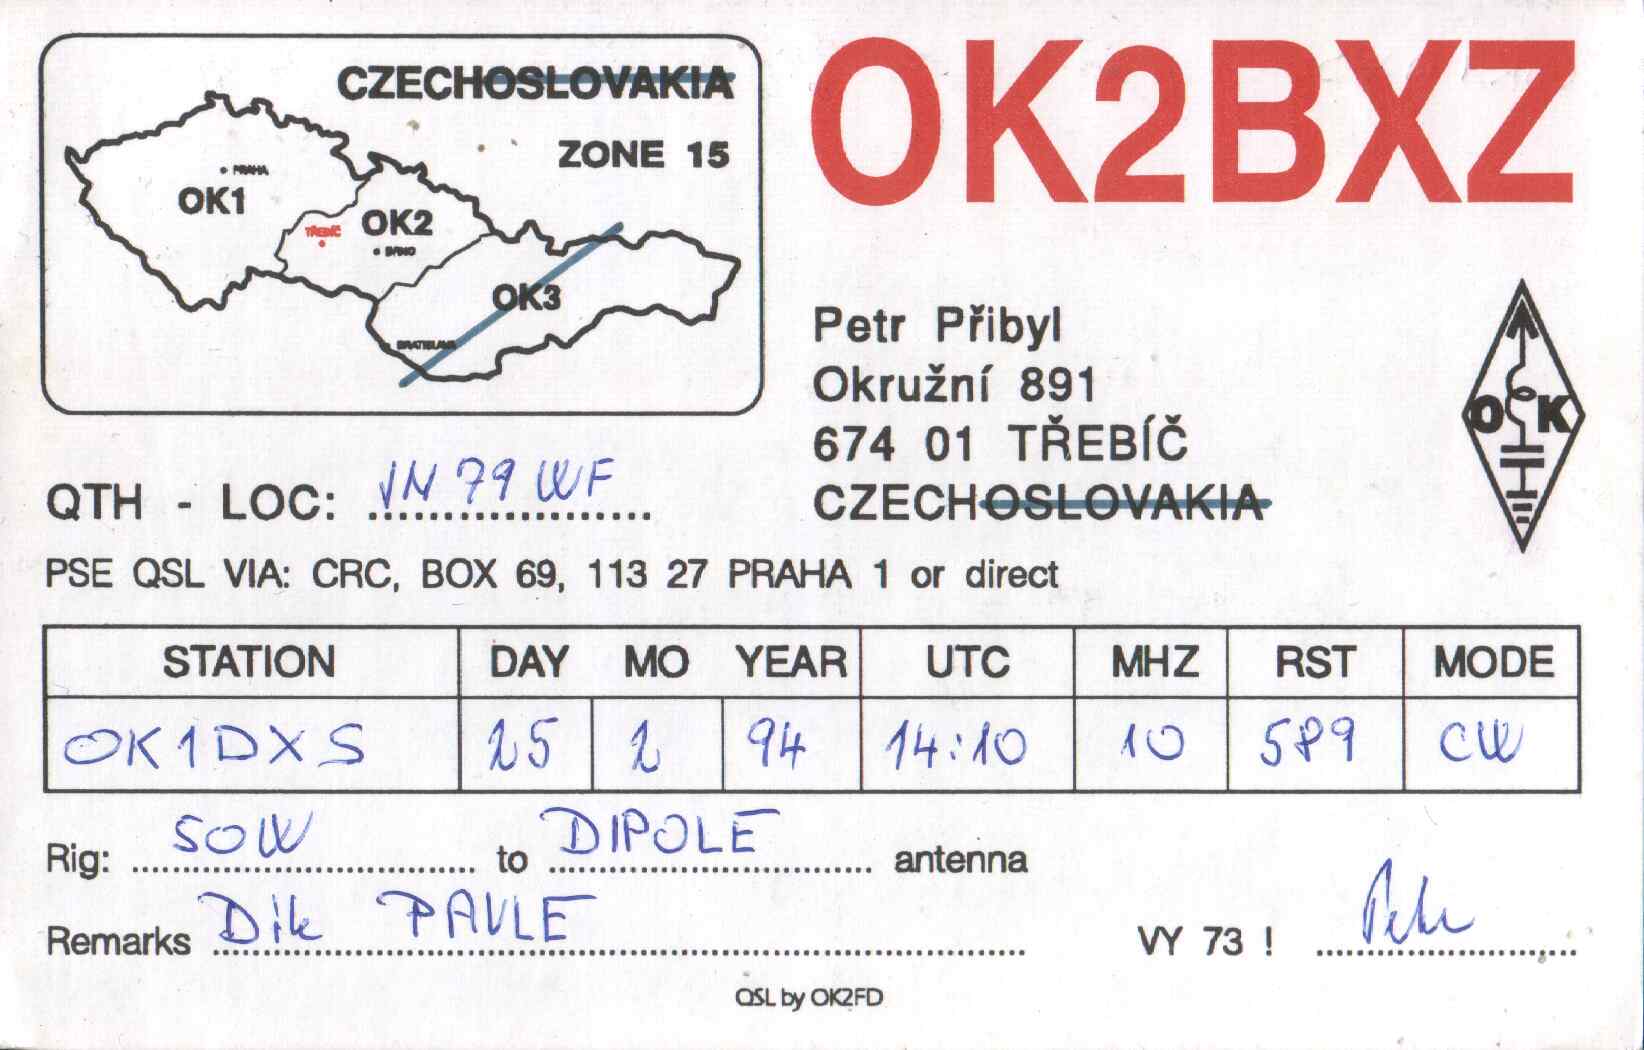 CZECHOSLOVAKIA
ZONE 15
PRAHA
OK1
OK2
TŘEBÍČ
BRNO
OK3
BRATISLAVA
OK2BXZ
Petr Přibyl
Okružní 891
674 01 TŘEBÍČ
CZECHOSLOVAKIA
O K
QTH - LOC: JN79WF
PSE QSL VIA: CRC, BOX 69, 113 27 PRAHA 1 or direct
STATION DAY MO YEAR UTC MHZ RST MODE
OK1DXS 25 2 94 14:10 10 589 CW
Rig: 50W to DIPOLE antenna
Remarks Dík PAVLE VY 73 ! Petr
QSL by OK2FD